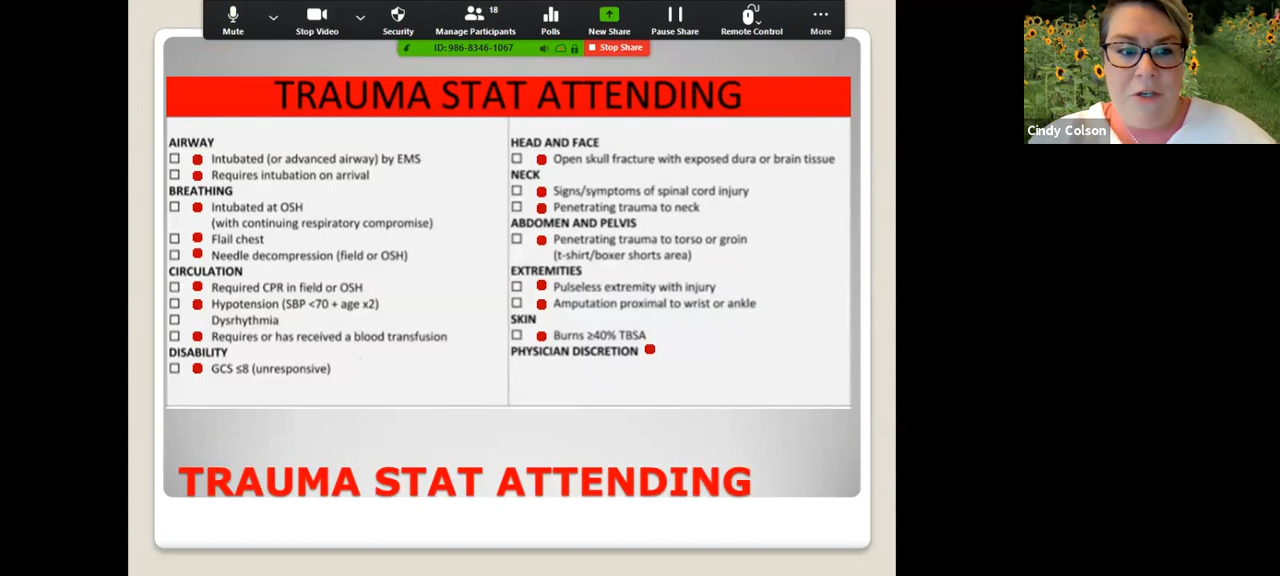 Mute
Stop Video
Security
18
Manage Participants
Polls
New Share
Pause Share
Remote Control
More
ID: 986-8346-1067
Stop Share
Cindy Colson
TRAUMA STAT ATTENDING
AIRWAY
Intubated (or advanced airway) by EMS
Requires intubation on arrival
BREATHING
Intubated at OSH
(with continuing respiratory compromise)
Flail chest
Needle decompression (field or OSH)
CIRCULATION
Required CPR in field or OSH
Hypotension (SBP <70 + age x2)
Dysrhythmia
Requires or has received a blood transfusion
DISABILITY
GCS ≤8 (unresponsive)
HEAD AND FACE
Open skull fracture with exposed dura or brain tissue
NECK
Signs/symptoms of spinal cord injury
Penetrating trauma to neck
ABDOMEN AND PELVIS
Penetrating trauma to torso or groin
(t-shirt/boxer shorts area)
EXTREMITIES
Pulseless extremity with injury
Amputation proximal to wrist or ankle
SKIN
Burns ≥40% TBSA
PHYSICIAN DISCRETION
TRAUMA STAT ATTENDING